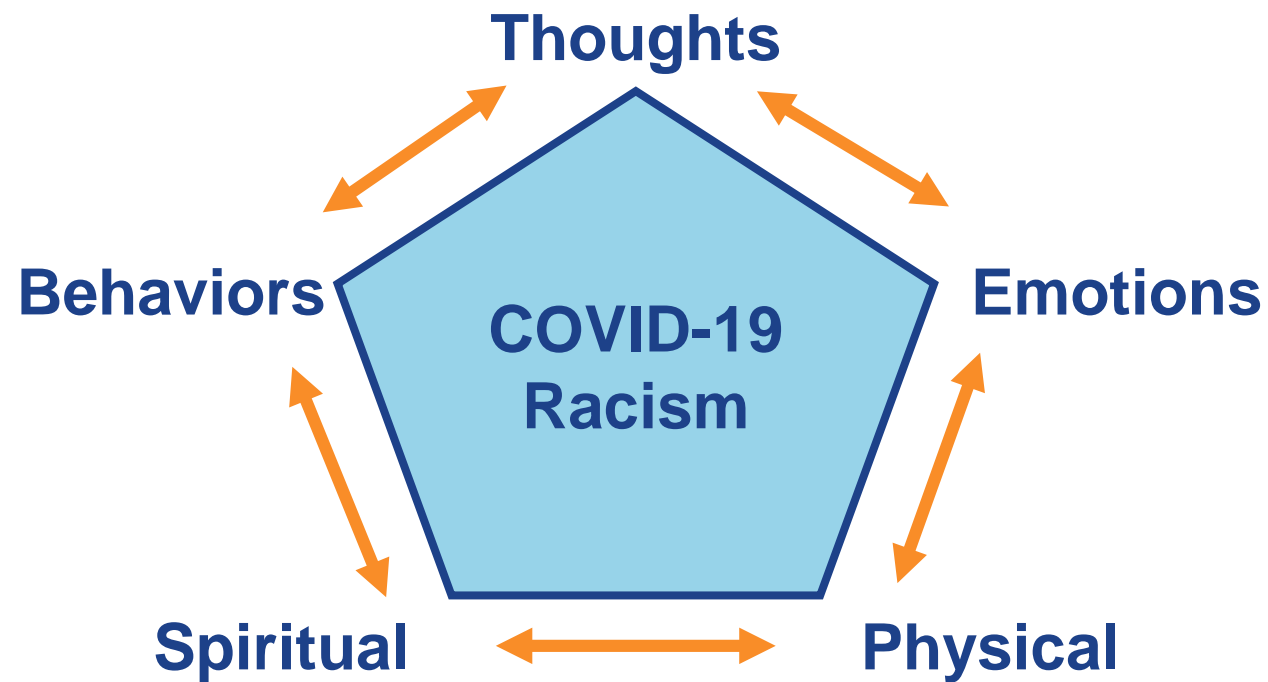 Thoughts
Behaviors
Emotions
COVID-19
Racism
Spiritual
Physical